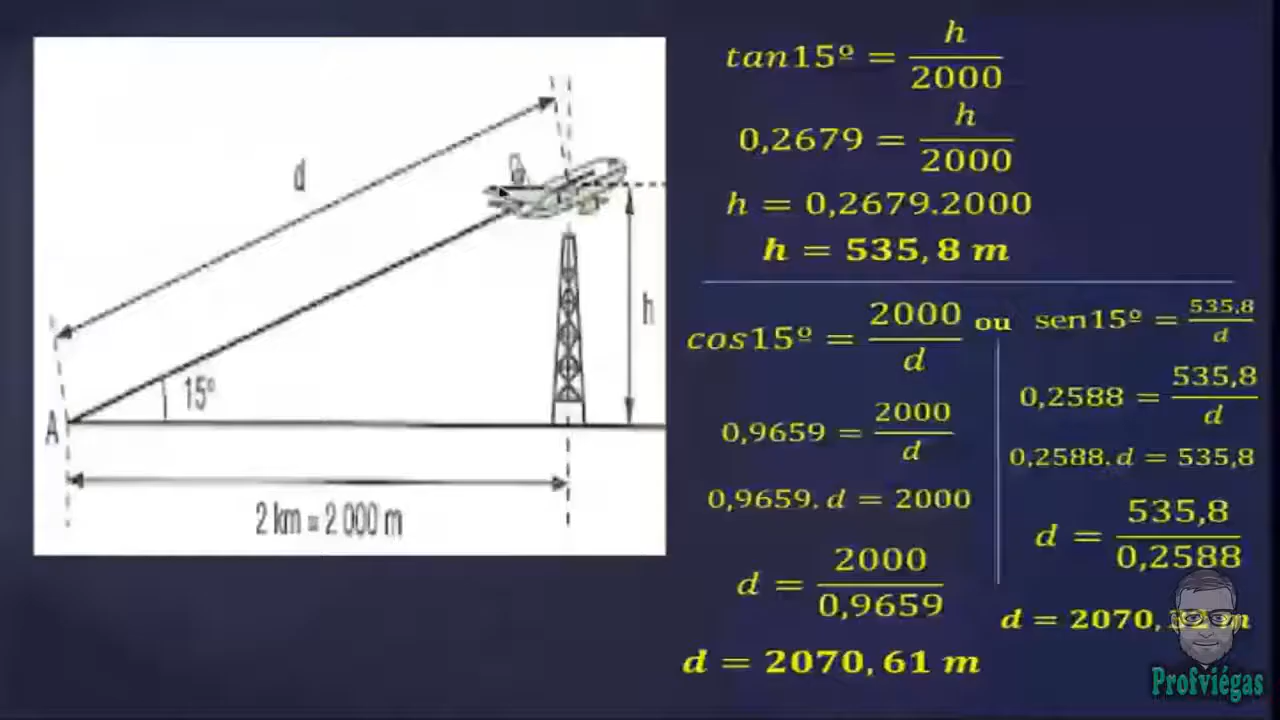 d
h
15º
A
2 km = 2 000 m
tan15º = h/2000
0,2679 = h/2000
h = 0,2679.2000
h = 535,8 m
cos15º = 2000/d ou sen15º = 535,8/d
0,9659 = 2000/d
0,9659. d = 2000
d = 2000/0,9659
d = 2070,61 m
0,2588 = 535,8/d
0,2588. d = 535,8
d = 535,8/0,2588
d = 2070, m
Profviégas